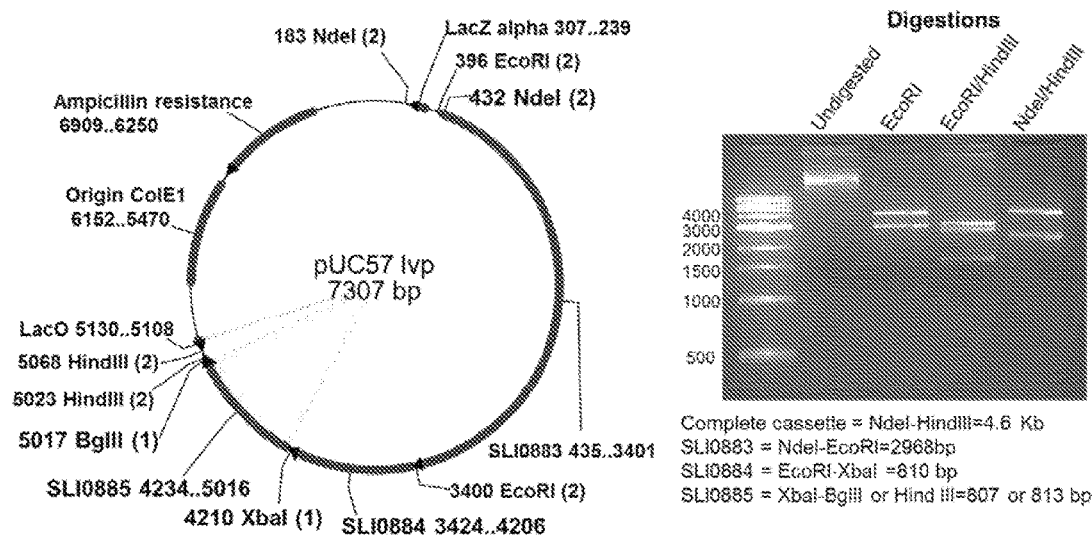 183 NdeI (2)
LacZ alpha 307..239
396 EcoRI (2)
432 NdeI (2)
Ampicillin resistance
6909..6250
Origin ColE1
6152..5470
pUC57 lvp
7307 bp
LacO 5130..5108
5068 HindIII (2)
5023 HindIII (2)
5017 BglII (1)
SLI0885 4234..5016
4210 XbaI (1)
SLI0884 3424..4206
3400 EcoRI (2)
SLI0883 435..3401
Digestions
Undigested
EcoRI
EcoRI/HindIII
NdeI/HindIII
4000
3000
2000
1500
1000
500
Complete cassette = NdeI-HindIII=4.6 Kb
SLI0883 = NdeI-EcoRI=2968bp
SLI0884 = EcoRI-XbaI =810 bp
SLI0885 = XbaI-BglII or Hind III=807 or 813 bp